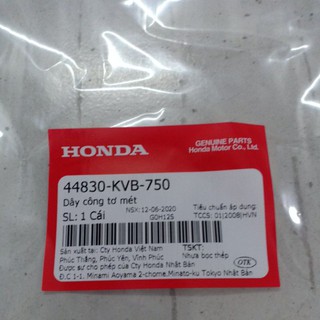 HONDA
GENUINE PARTS
Honda Motor Co., Ltd.
44830-KVB-750
Dây công tơ mét
NSX: 12-06-2020
Tiêu chuẩn áp dụng:
SL: 1 Cái
G0H12S
TCCS: 01|2008|HVN
Sản xuất tại: Cty Honda Việt Nam
TSKT:
Phúc Thắng, Phúc Yên, Vĩnh Phúc
Nhựa bọc thép
Được sự cho phép của Cty Honda Nhật Bản
Đ.C 1-1. Minami Aoyama 2-chome.Minato-ku Tokyo Nhật Bản
OTK